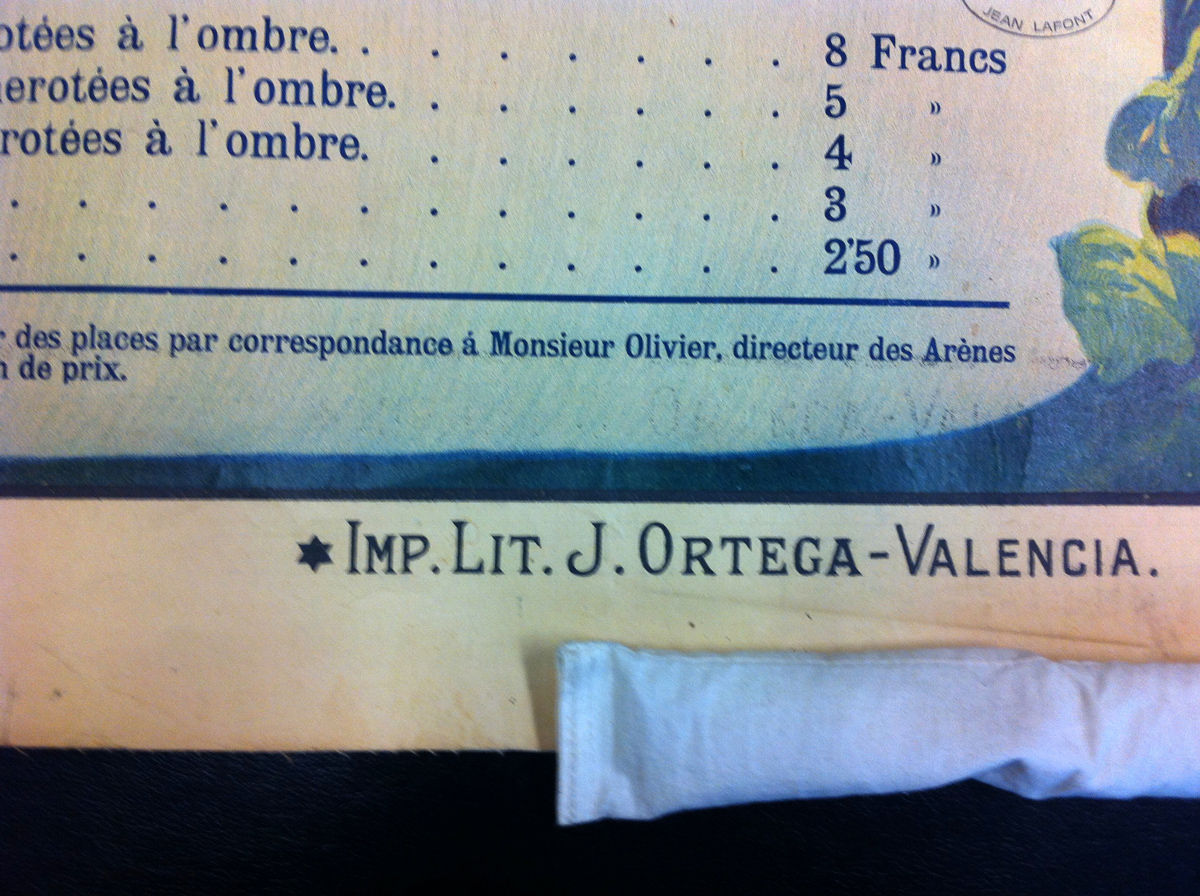 JEAN LAFONT
otées à l'ombre. . . . . . . . 8 Francs
erotées à l'ombre. . . . . . . 5 »
rotées à l'ombre. . . . . . . 4 »
. . . . . . . . . . . . 3 »
. . . . . . . . . . . . 2'50 »
des places par correspondance á Monsieur Olivier, directeur des Arènes
de prix.
★ IMP. LIT. J. ORTEGA-VALENCIA.